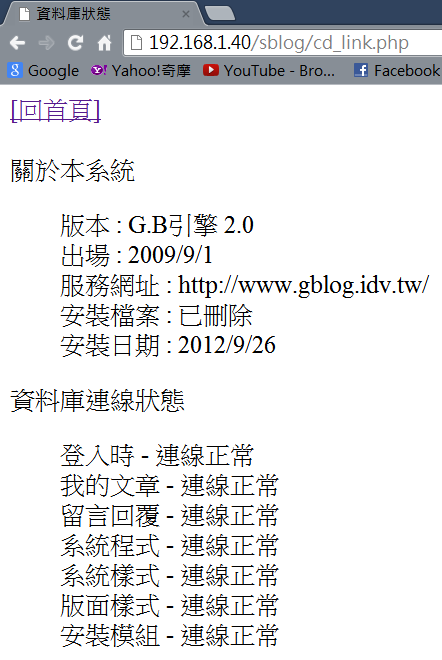 資料庫狀態
192.168.1.40/sblog/cd_link.php
Google Yahoo!奇摩 YouTube - Bro... Facebook
[回首頁]
關於本系統
版本 : G.B引擎 2.0
出場 : 2009/9/1
服務網址 : http://www.gblog.idv.tw/
安裝檔案 : 已刪除
安裝日期 : 2012/9/26
資料庫連線狀態
登入時 - 連線正常
我的文章 - 連線正常
留言回覆 - 連線正常
系統程式 - 連線正常
系統樣式 - 連線正常
版面樣式 - 連線正常
安裝模組 - 連線正常